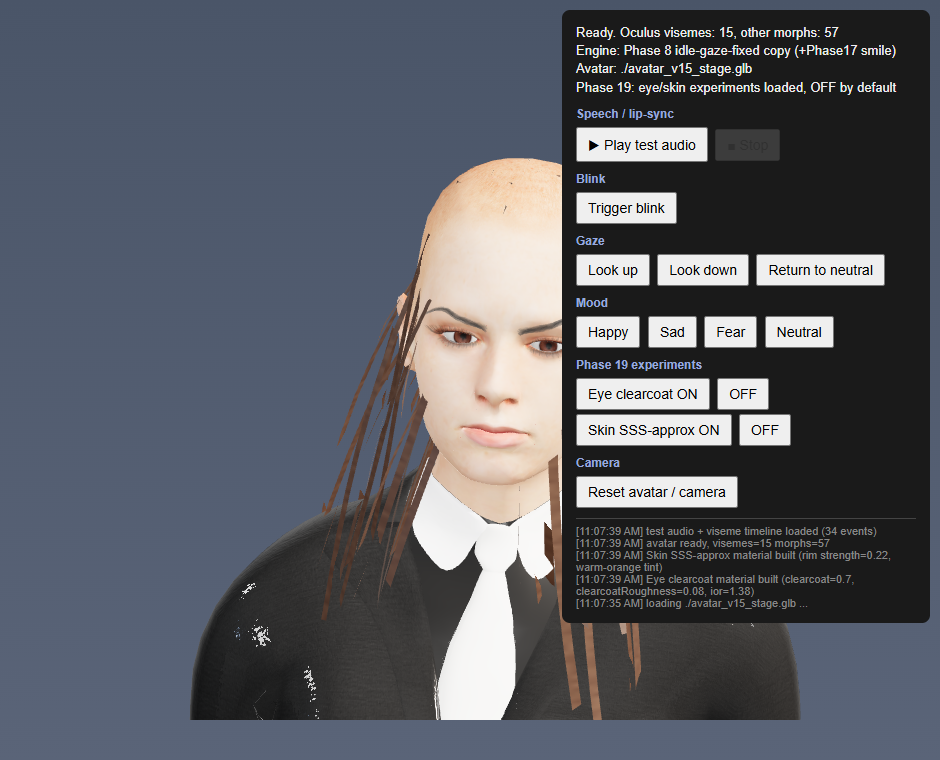 Ready. Oculus visemes: 15, other morphs: 57
Engine: Phase 8 idle-gaze-fixed copy (+Phase17 smile)
Avatar: ./avatar_v15_stage.glb
Phase 19: eye/skin experiments loaded, OFF by default
Speech / lip-sync
▶ Play test audio ■ Stop
Blink
Trigger blink
Gaze
Look up Look down Return to neutral
Mood
Happy Sad Fear Neutral
Phase 19 experiments
Eye clearcoat ON OFF
Skin SSS-approx ON OFF
Camera
Reset avatar / camera
[11:07:39 AM] test audio + viseme timeline loaded (34 events)
[11:07:39 AM] avatar ready, visemes=15 morphs=57
[11:07:39 AM] Skin SSS-approx material built (rim strength=0.22,
warm-orange tint)
[11:07:39 AM] Eye clearcoat material built (clearcoat=0.7,
clearcoatRoughness=0.08, ior=1.38)
[11:07:35 AM] loading ./avatar_v15_stage.glb ...